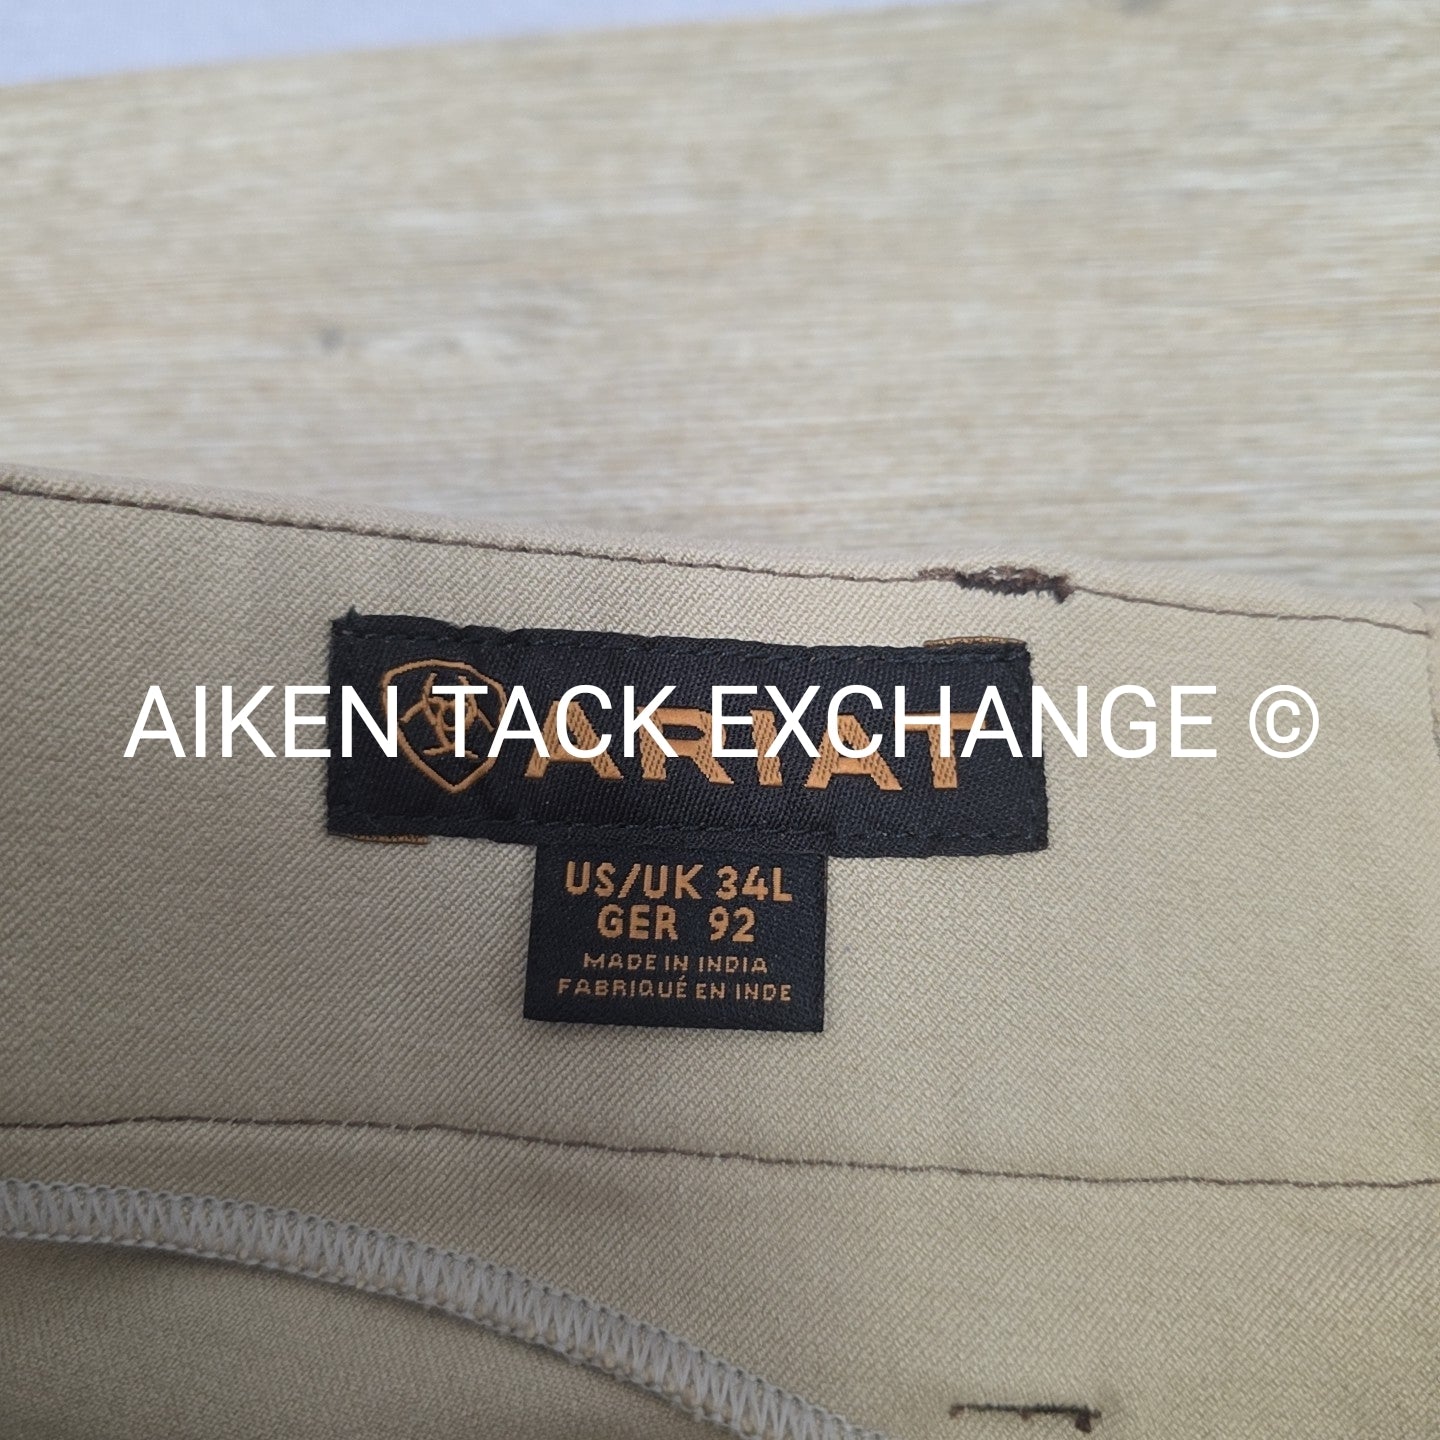 AIKEN TACK EXCHANGE ©
ARIAT
US/UK 34L
GER 92
MADE IN INDIA
FABRIQUÉ EN INDE